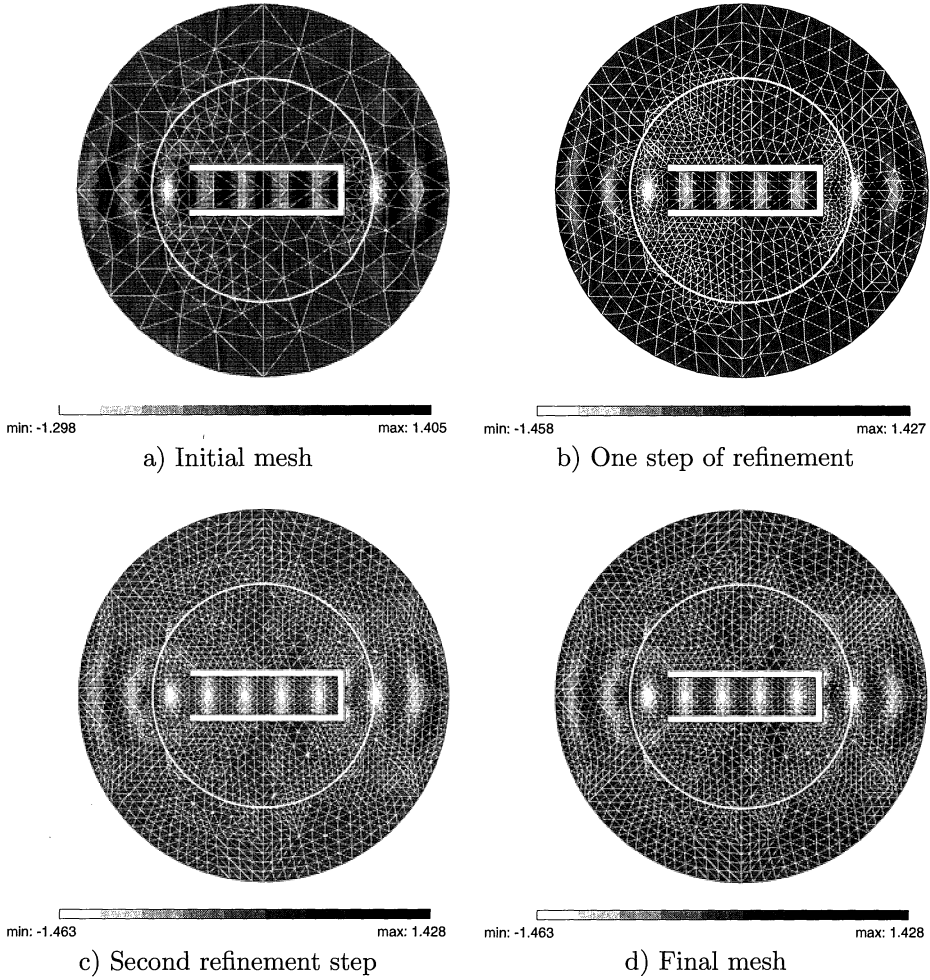 min: -1.298 max: 1.405
a) Initial mesh
min: -1.458 max: 1.427
b) One step of refinement
min: -1.463 max: 1.428
c) Second refinement step
min: -1.463 max: 1.428
d) Final mesh